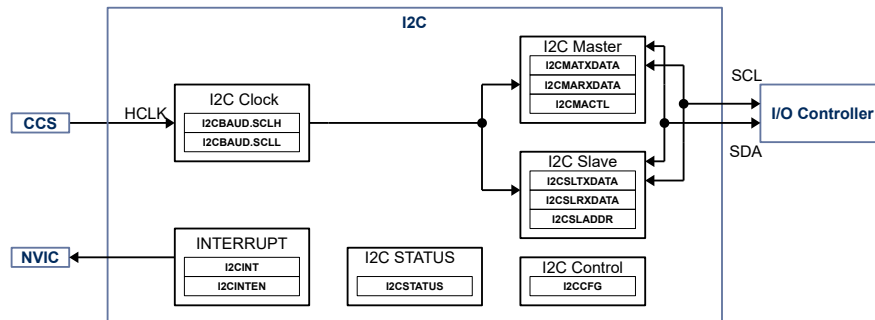 I2C
I2C Master
I2CMATXDATA
I2CMARXDATA
I2CMACTL
SCL
I2C Clock
I2CBAUD.SCLH
I2CBAUD.SCLL
CCS
HCLK
I/O Controller
SDA
I2C Slave
I2CSLTXDATA
I2CSLRXDATA
I2CSLADDR
NVIC
INTERRUPT
I2CINT
I2CINTEN
I2C STATUS
I2CSTATUS
I2C Control
I2CCFG